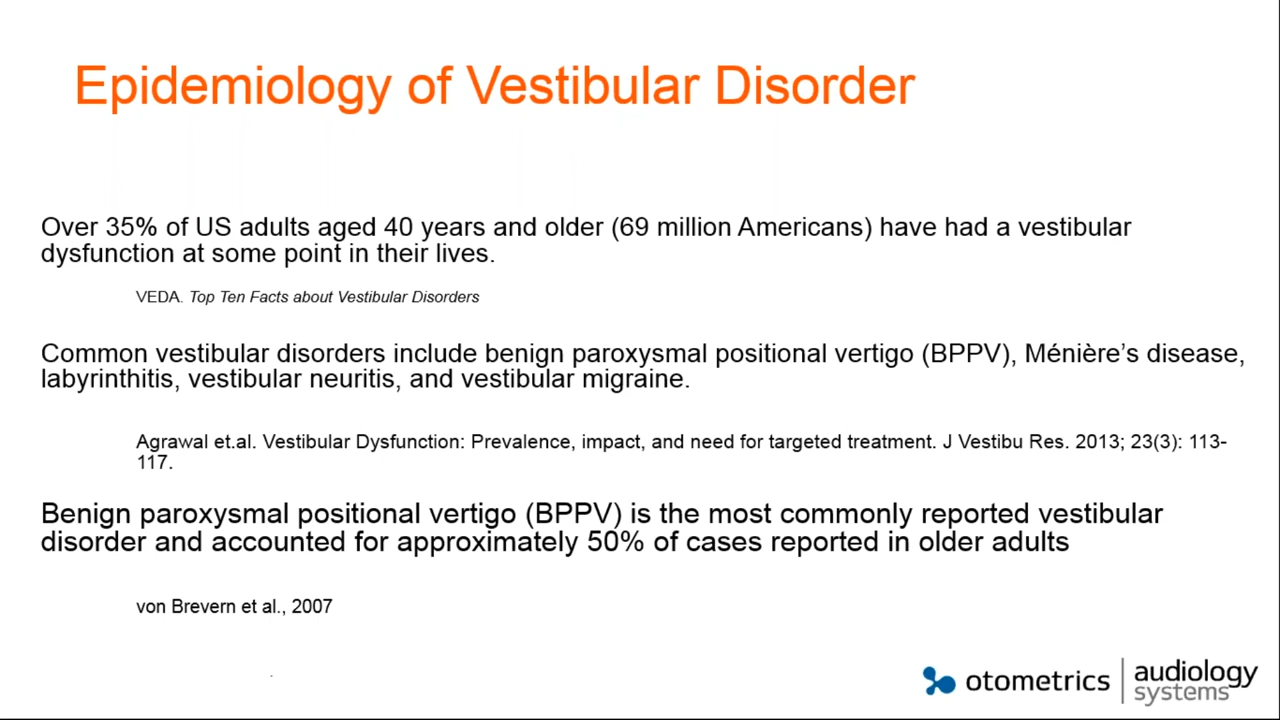 Epidemiology of Vestibular Disorder
Over 35% of US adults aged 40 years and older (69 million Americans) have had a vestibular
dysfunction at some point in their lives.
VEDA. Top Ten Facts about Vestibular Disorders
Common vestibular disorders include benign paroxysmal positional vertigo (BPPV), Ménière’s disease,
labyrinthitis, vestibular neuritis, and vestibular migraine.
Agrawal et.al. Vestibular Dysfunction: Prevalence, impact, and need for targeted treatment. J Vestibu Res. 2013; 23(3): 113-
117.
Benign paroxysmal positional vertigo (BPPV) is the most commonly reported vestibular
disorder and accounted for approximately 50% of cases reported in older adults
von Brevern et al., 2007
otometrics | audiology
systems